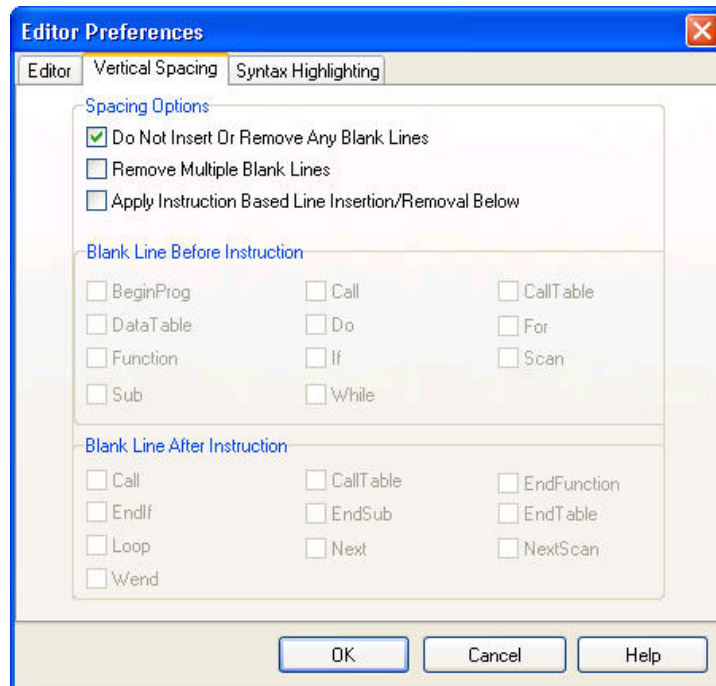 Editor Preferences
Editor Vertical Spacing Syntax Highlighting
Spacing Options
Do Not Insert Or Remove Any Blank Lines
Remove Multiple Blank Lines
Apply Instruction Based Line Insertion/Removal Below
Blank Line Before Instruction
BeginProg Call CallTable
DataTable Do For
Function If Scan
Sub While
Blank Line After Instruction
Call CallTable EndFunction
EndIf EndSub EndTable
Loop Next NextScan
Wend
OK Cancel Help